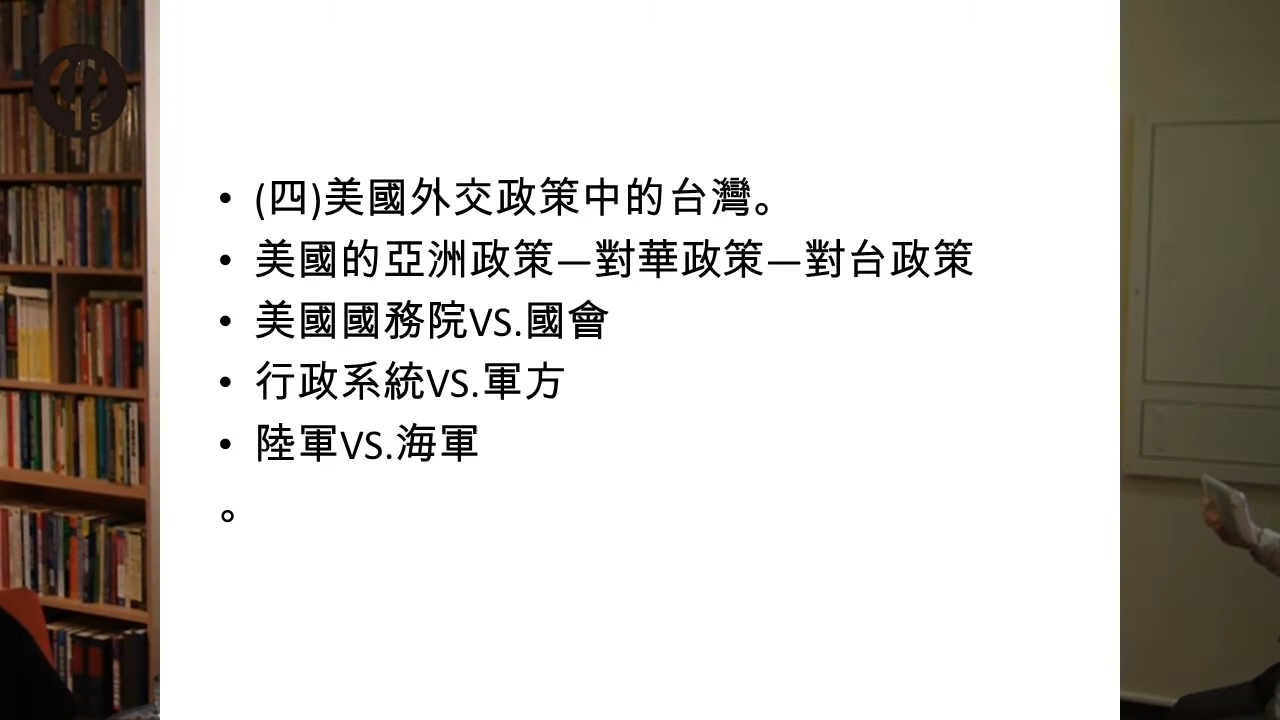 • (四)美國外交政策中的台灣。
• 美國的亞洲政策—對華政策—對台政策
• 美國國務院VS.國會
• 行政系統VS.軍方
• 陸軍VS.海軍
。